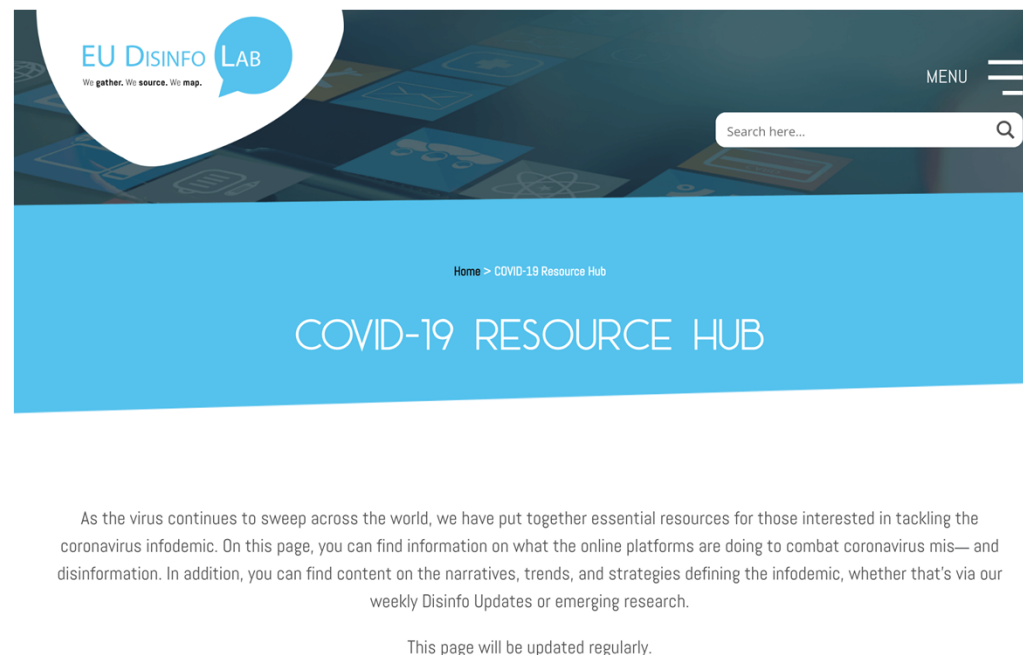 EU DISINFO LAB
We gather. We source. We map.
MENU
Search here...
Home > COVID-19 Resource Hub
COVID-19 RESOURCE HUB
As the virus continues to sweep across the world, we have put together essential resources for those interested in tackling the
coronavirus infodemic. On this page, you can find information on what the online platforms are doing to combat coronavirus mis— and
disinformation. In addition, you can find content on the narratives, trends, and strategies defining the infodemic, whether that's via our
weekly Disinfo Updates or emerging research.
This page will be updated regularly.